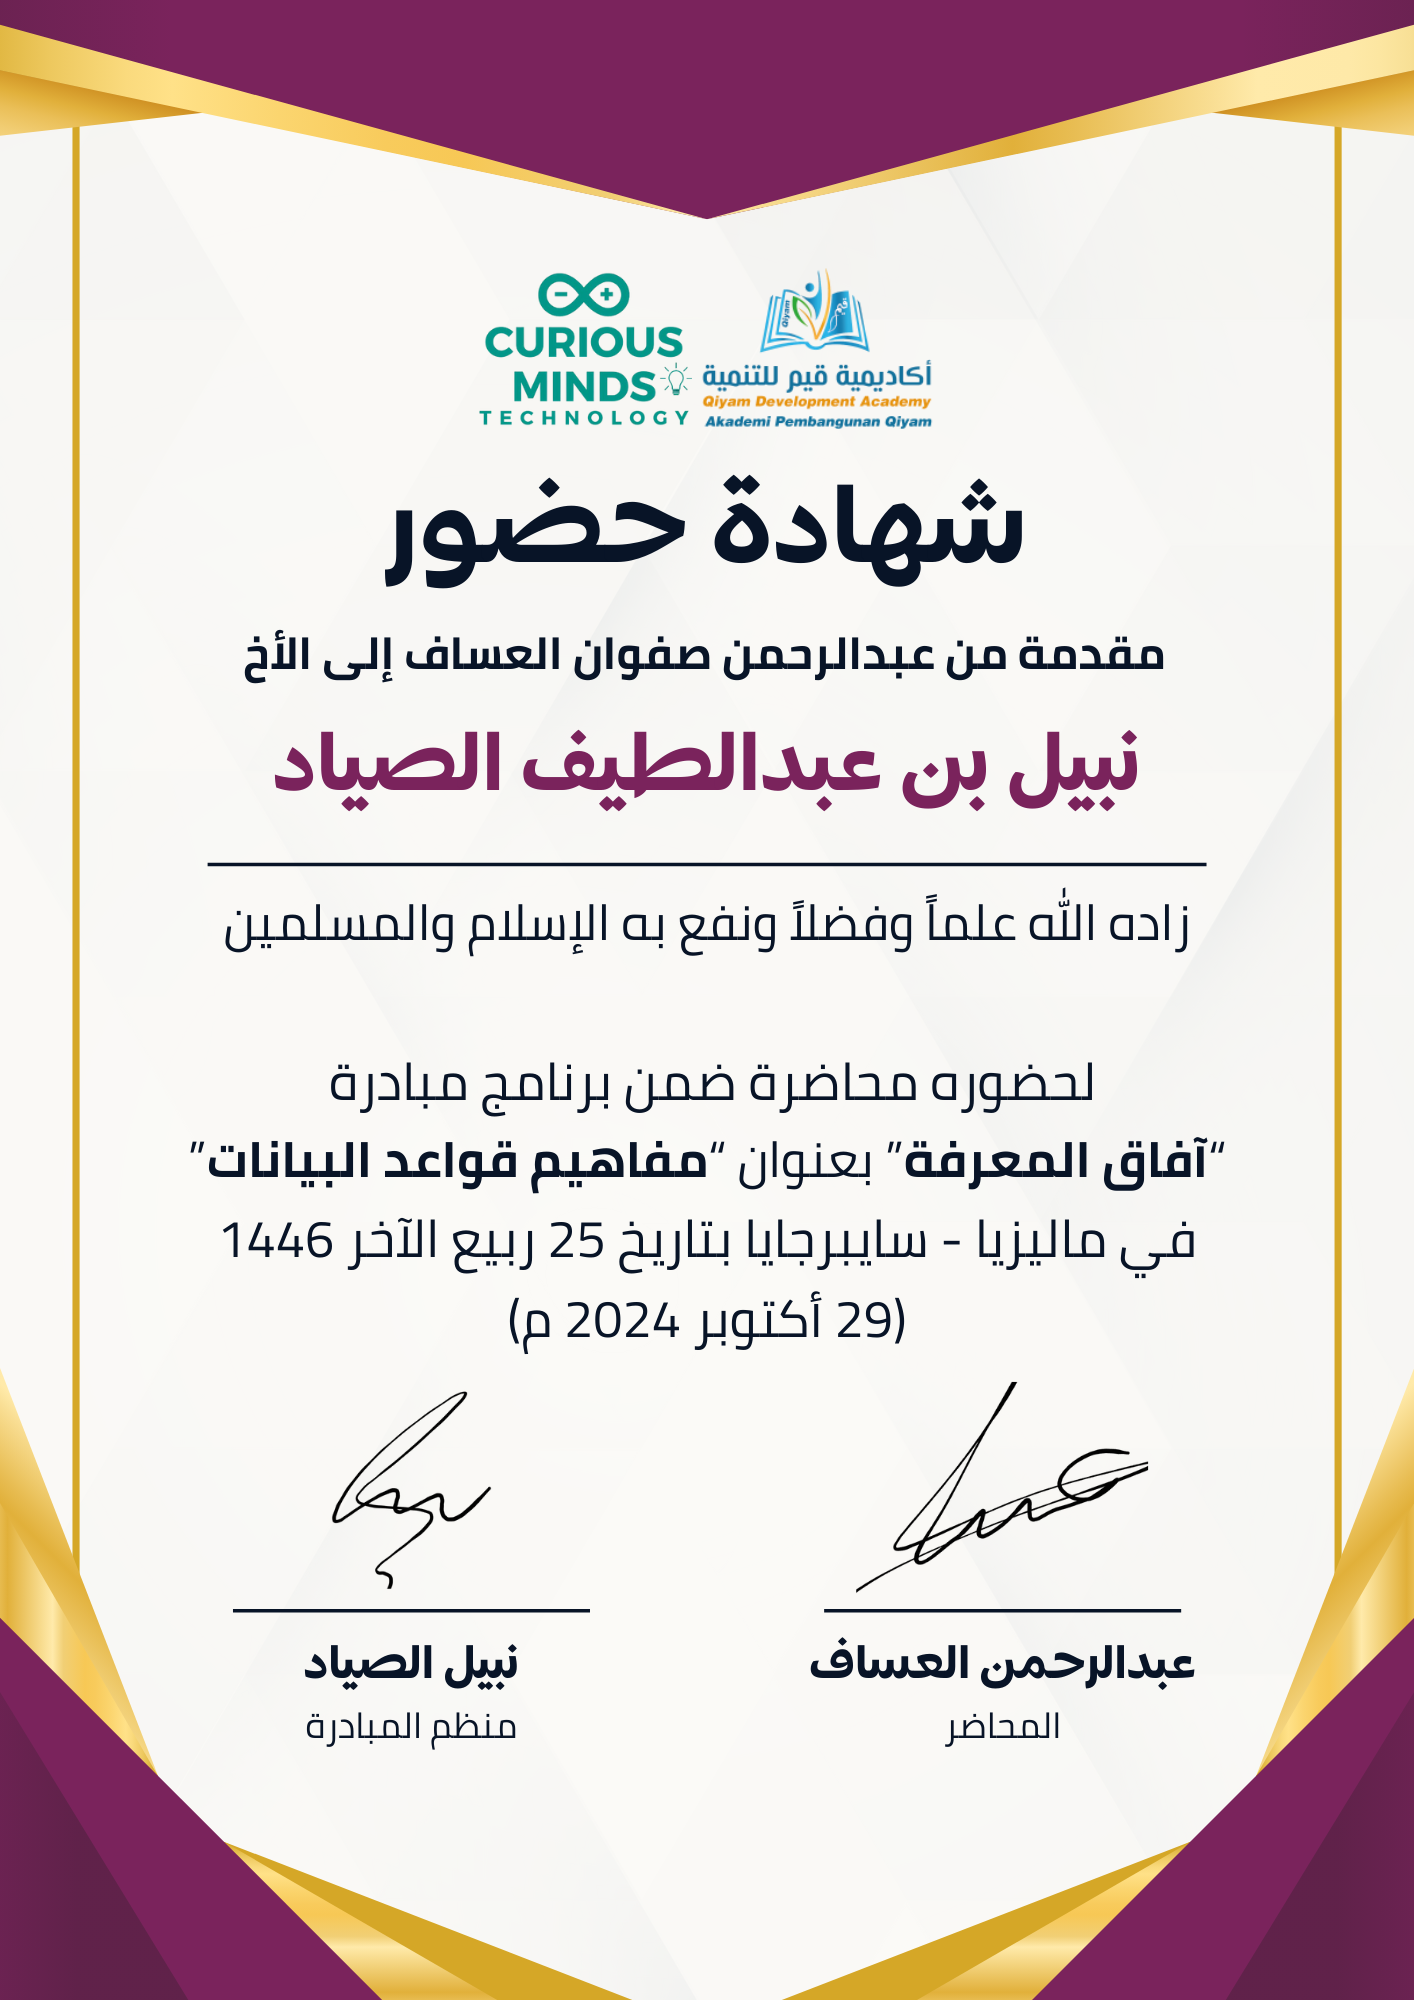 CURIOUS
MINDS
TECHNOLOGY
Qiyam
قيم
أكاديمية قيم للتنمية
Qiyam Development Academy
Akademi Pembangunan Qiyam
شهادة حضور
مقدمة من عبدالرحمن صفوان العساف إلى الأخ
نبيل بن عبدالطيف الصياد
زاده الله علماً وفضلاً ونفع به الإسلام والمسلمين
لحضوره محاضرة ضمن برنامج مبادرة
“آفاق المعرفة” بعنوان “مفاهيم قواعد البيانات”
في ماليزيا - سايبرجايا بتاريخ 25 ربيع الآخر 1446
(29 أكتوبر 2024 م)
عبدالرحمن العساف
المحاضر
نبيل الصياد
منظم المبادرة